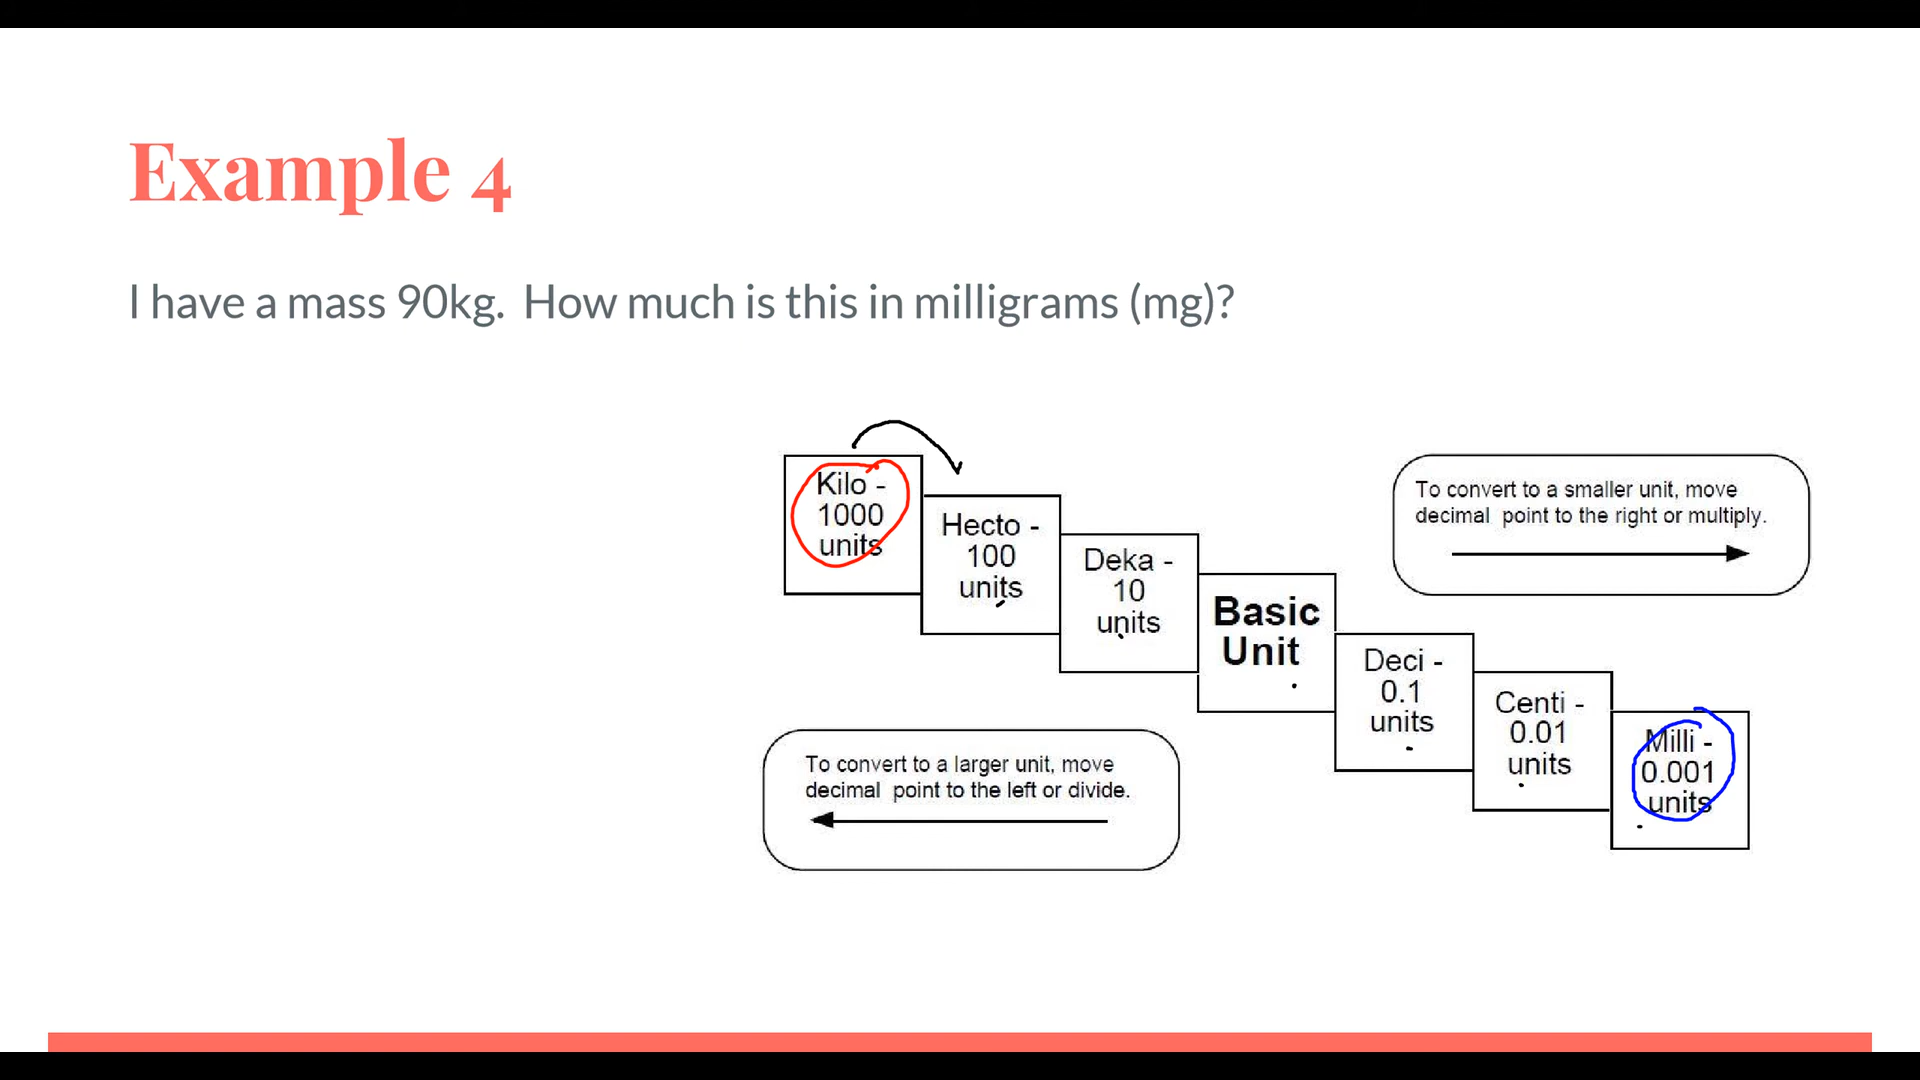 Example 4
I have a mass 90kg.  How much is this in milligrams (mg)?
Kilo -
1000
units
Hecto -
100
units
Deka -
10
units
Basic
Unit
Deci -
0.1
units
Centi -
0.01
units
Milli -
0.001
units
To convert to a smaller unit, move
decimal  point to the right or multiply.
To convert to a larger unit, move
decimal  point to the left or divide.